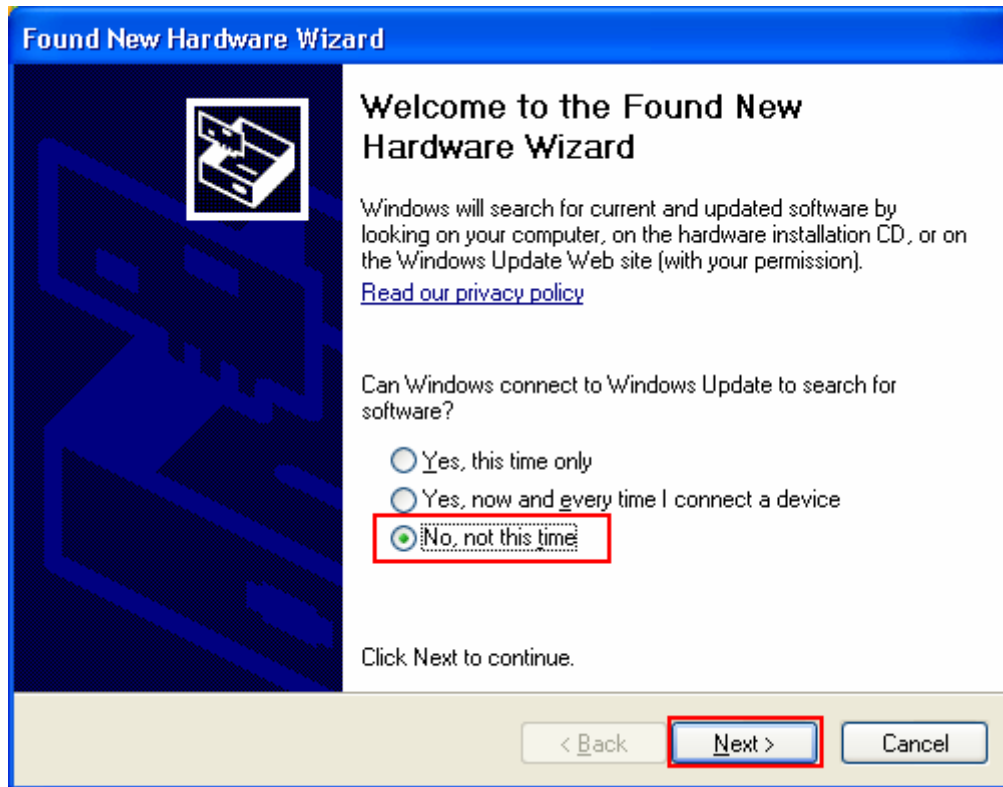 Found New Hardware Wizard
Welcome to the Found New
Hardware Wizard
Windows will search for current and updated software by
looking on your computer, on the hardware installation CD, or on
the Windows Update Web site (with your permission).
Read our privacy policy
Can Windows connect to Windows Update to search for
software?
Yes, this time only
Yes, now and every time I connect a device
No, not this time
Click Next to continue.
< Back Next > Cancel